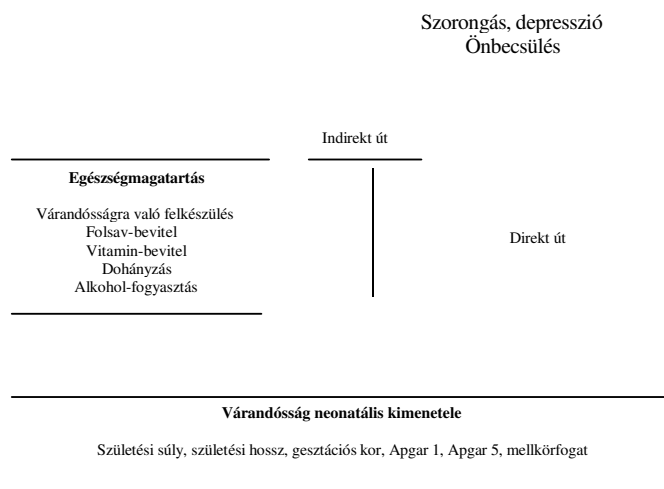 Szorongás, depresszió
Önbecsülés
Indirekt út
Egészségmagatartás
Várandósságra való felkészülés
Folsav-bevitel
Vitamin-bevitel
Dohányzás
Alkohol-fogyasztás
Direkt út
Várandósság neonatális kimenetele
Születési súly, születési hossz, gesztációs kor, Apgar 1, Apgar 5, mellkörfogat